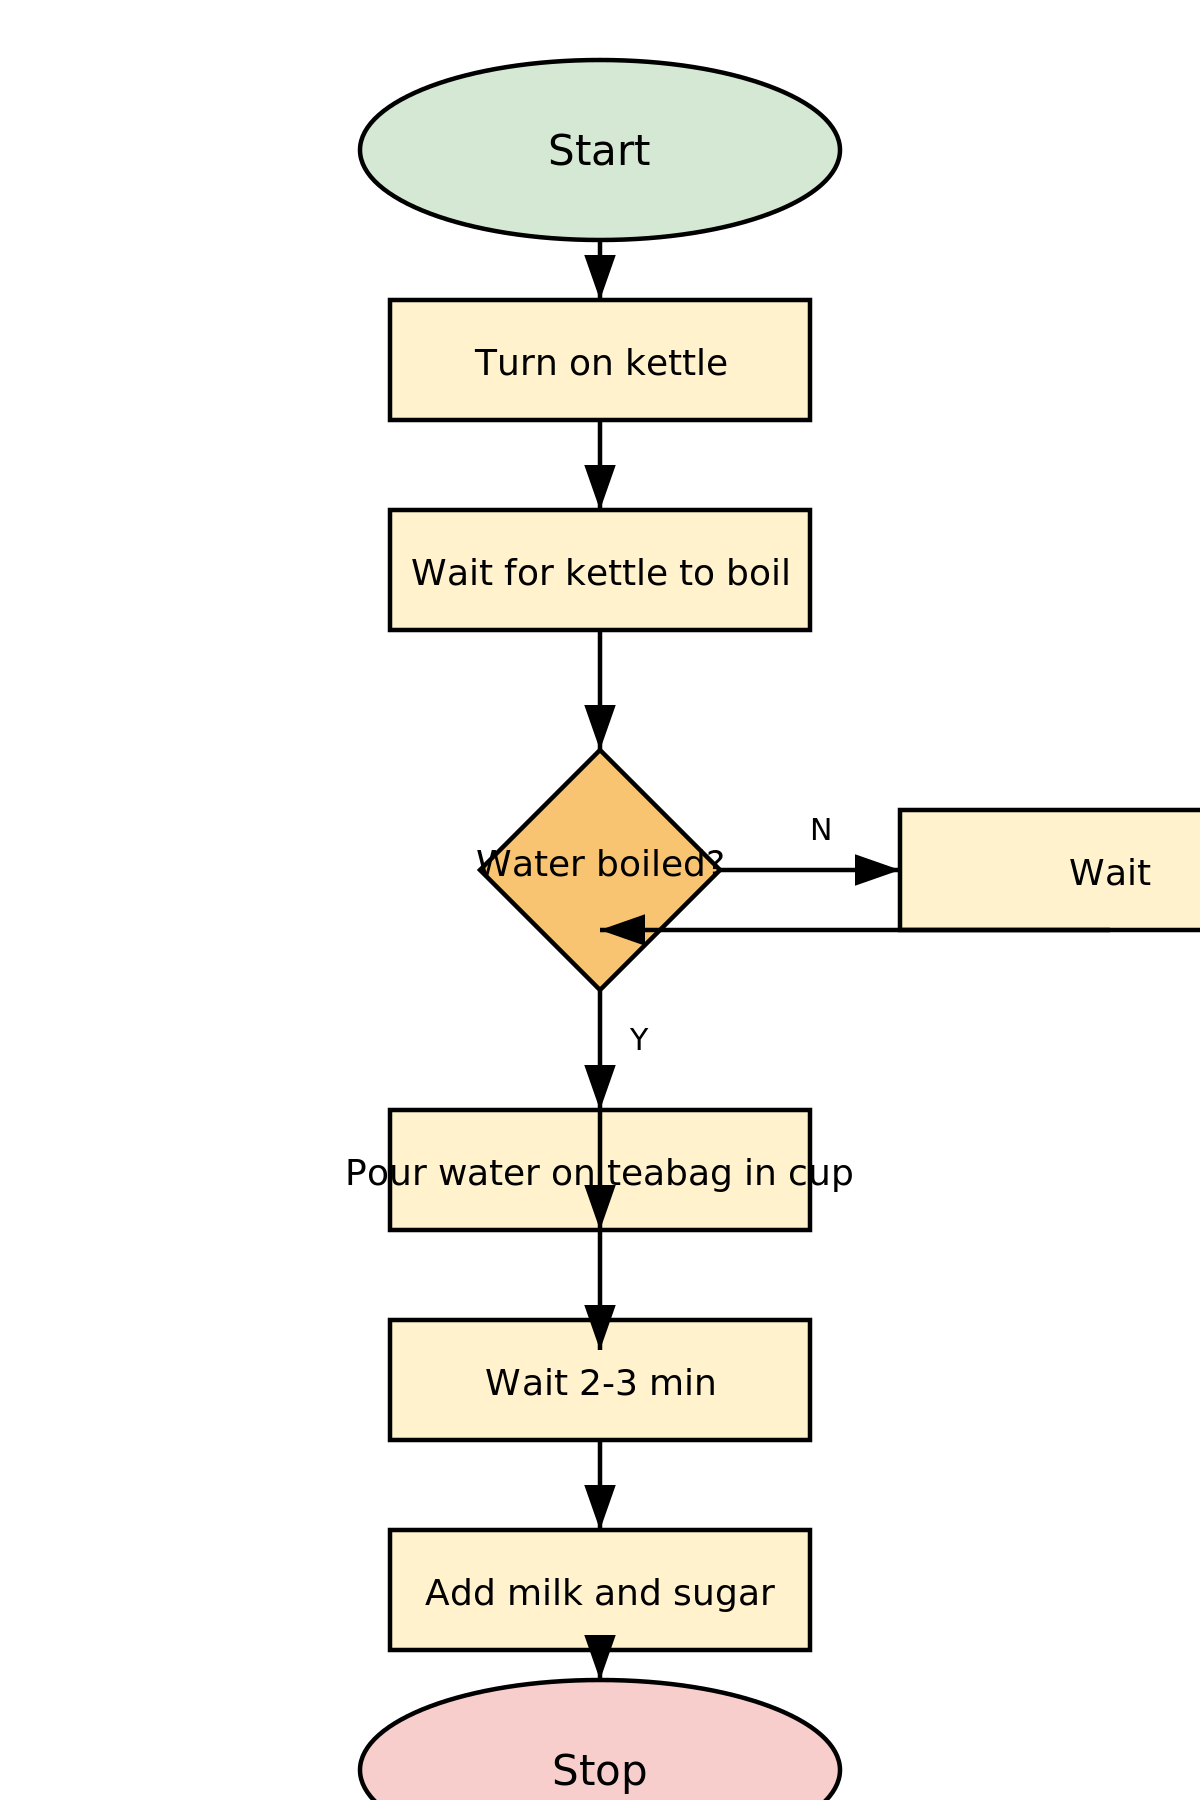 Start
Turn on kettle
Wait for kettle to boil
Water boiled?
N
Wait
Y
Pour water on teabag in cup
Wait 2-3 min
Add milk and sugar
Stop